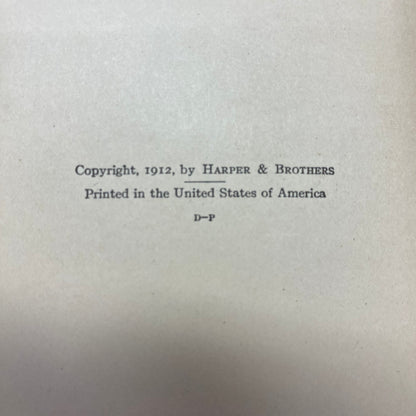 Copyright, 1912, by HARPER & BROTHERS
Printed in the United States of America
D-P